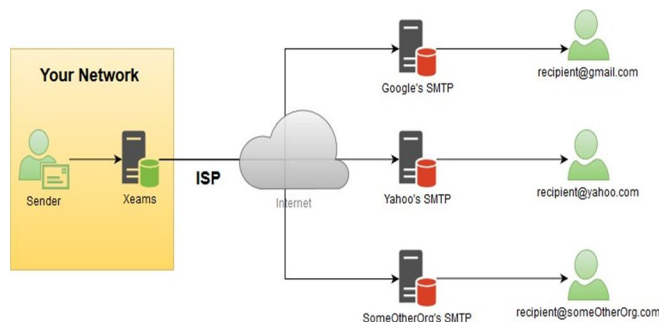 Google's SMTP
recipient@gmail.com
Your Network
Sender
Xeams
ISP
Internet
Yahoo's SMTP
recipient@yahoo.com
SomeOtherOrg's SMTP
recipient@someOtherOrg.com